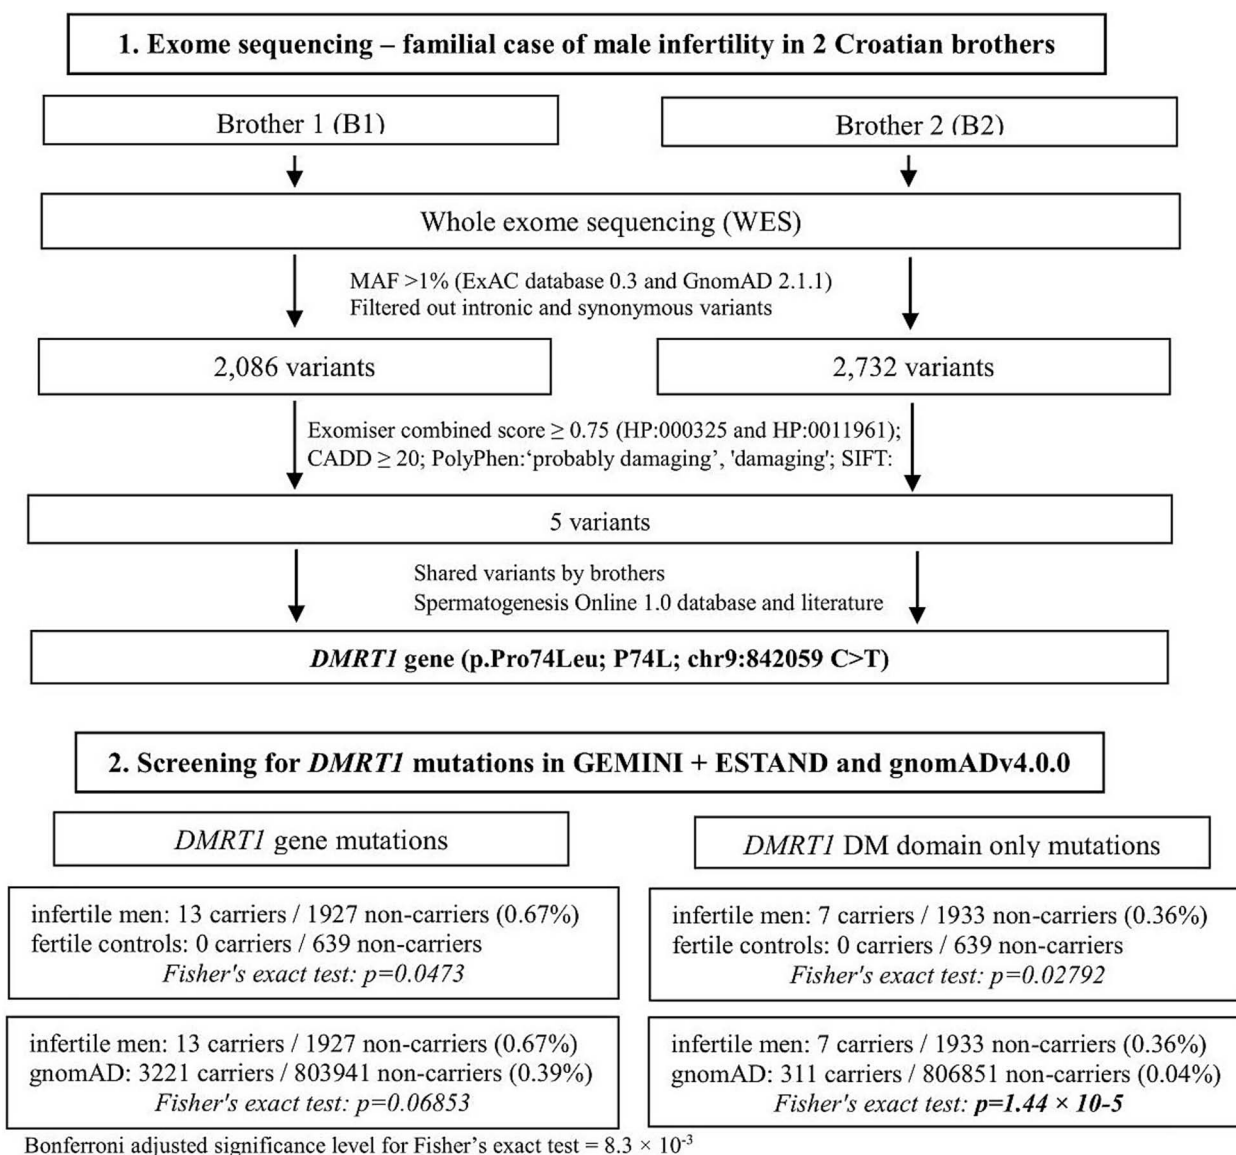 1. Exome sequencing – familial case of male infertility in 2 Croatian brothers
Brother 1 (B1)
Brother 2 (B2)
Whole exome sequencing (WES)
MAF >1% (ExAC database 0.3 and GnomAD 2.1.1)
Filtered out intronic and synonymous variants
2,086 variants
2,732 variants
Exomiser combined score ≥ 0.75 (HP:000325 and HP:0011961);
CADD ≥ 20; PolyPhen:‘probably damaging’, 'damaging'; SIFT:
5 variants
Shared variants by brothers
Spermatogenesis Online 1.0 database and literature
DMRT1 gene (p.Pro74Leu; P74L; chr9:842059 C>T)
2. Screening for DMRT1 mutations in GEMINI + ESTAND and gnomADv4.0.0
DMRT1 gene mutations
infertile men: 13 carriers / 1927 non-carriers (0.67%)
fertile controls: 0 carriers / 639 non-carriers
Fisher's exact test: p=0.0473
infertile men: 13 carriers / 1927 non-carriers (0.67%)
gnomAD: 3221 carriers / 803941 non-carriers (0.39%)
Fisher's exact test: p=0.06853
DMRT1 DM domain only mutations
infertile men: 7 carriers / 1933 non-carriers (0.36%)
fertile controls: 0 carriers / 639 non-carriers
Fisher's exact test: p=0.02792
infertile men: 7 carriers / 1933 non-carriers (0.36%)
gnomAD: 311 carriers / 806851 non-carriers (0.04%)
Fisher's exact test: p=1.44 × 10-5
Bonferroni adjusted significance level for Fisher’s exact test = 8.3 × 10⁻³